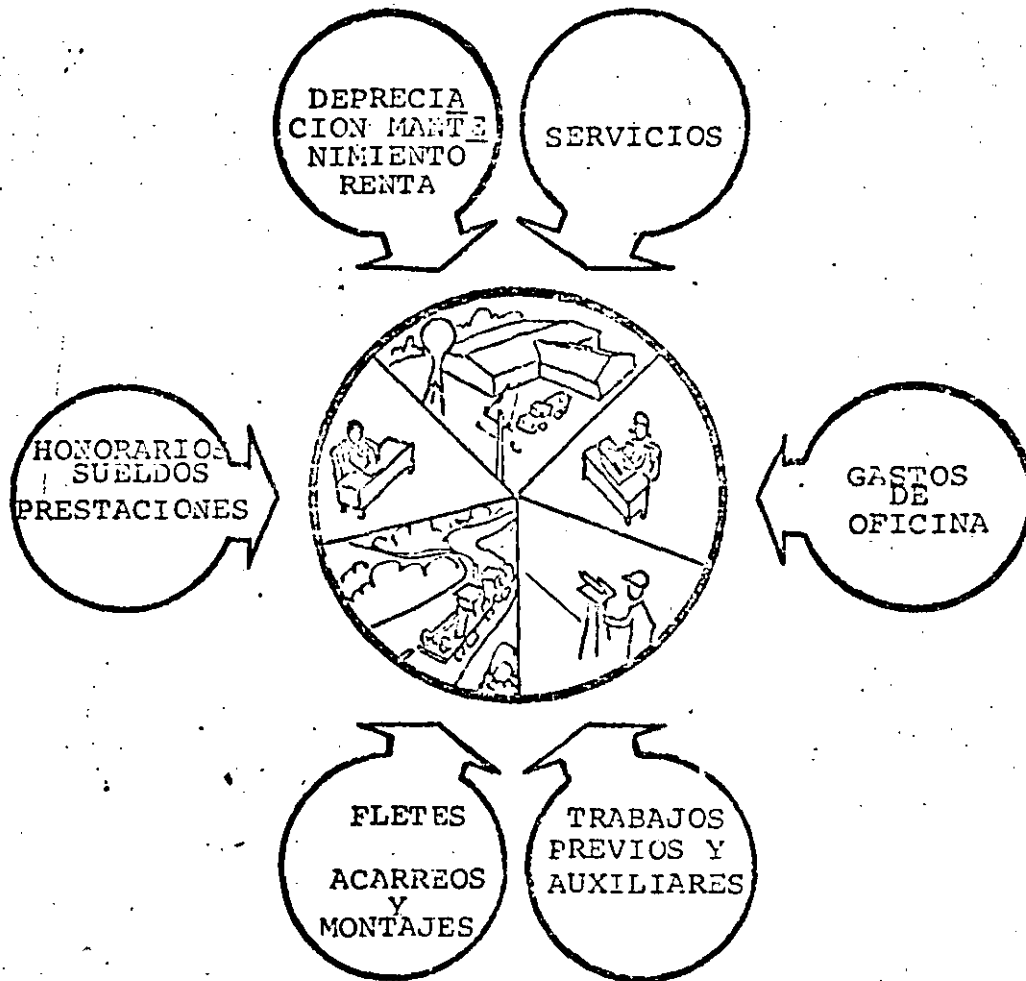 DEPRECIA
CION MANTE
NIMIENTO
RENTA
SERVICIOS
HONORARIOS
SUELDOS
PRESTACIONES
GASTOS
DE
OFICINA
FLETES
ACARREOS
Y
MONTAJES
TRABAJOS
PREVIOS Y
AUXILIARES